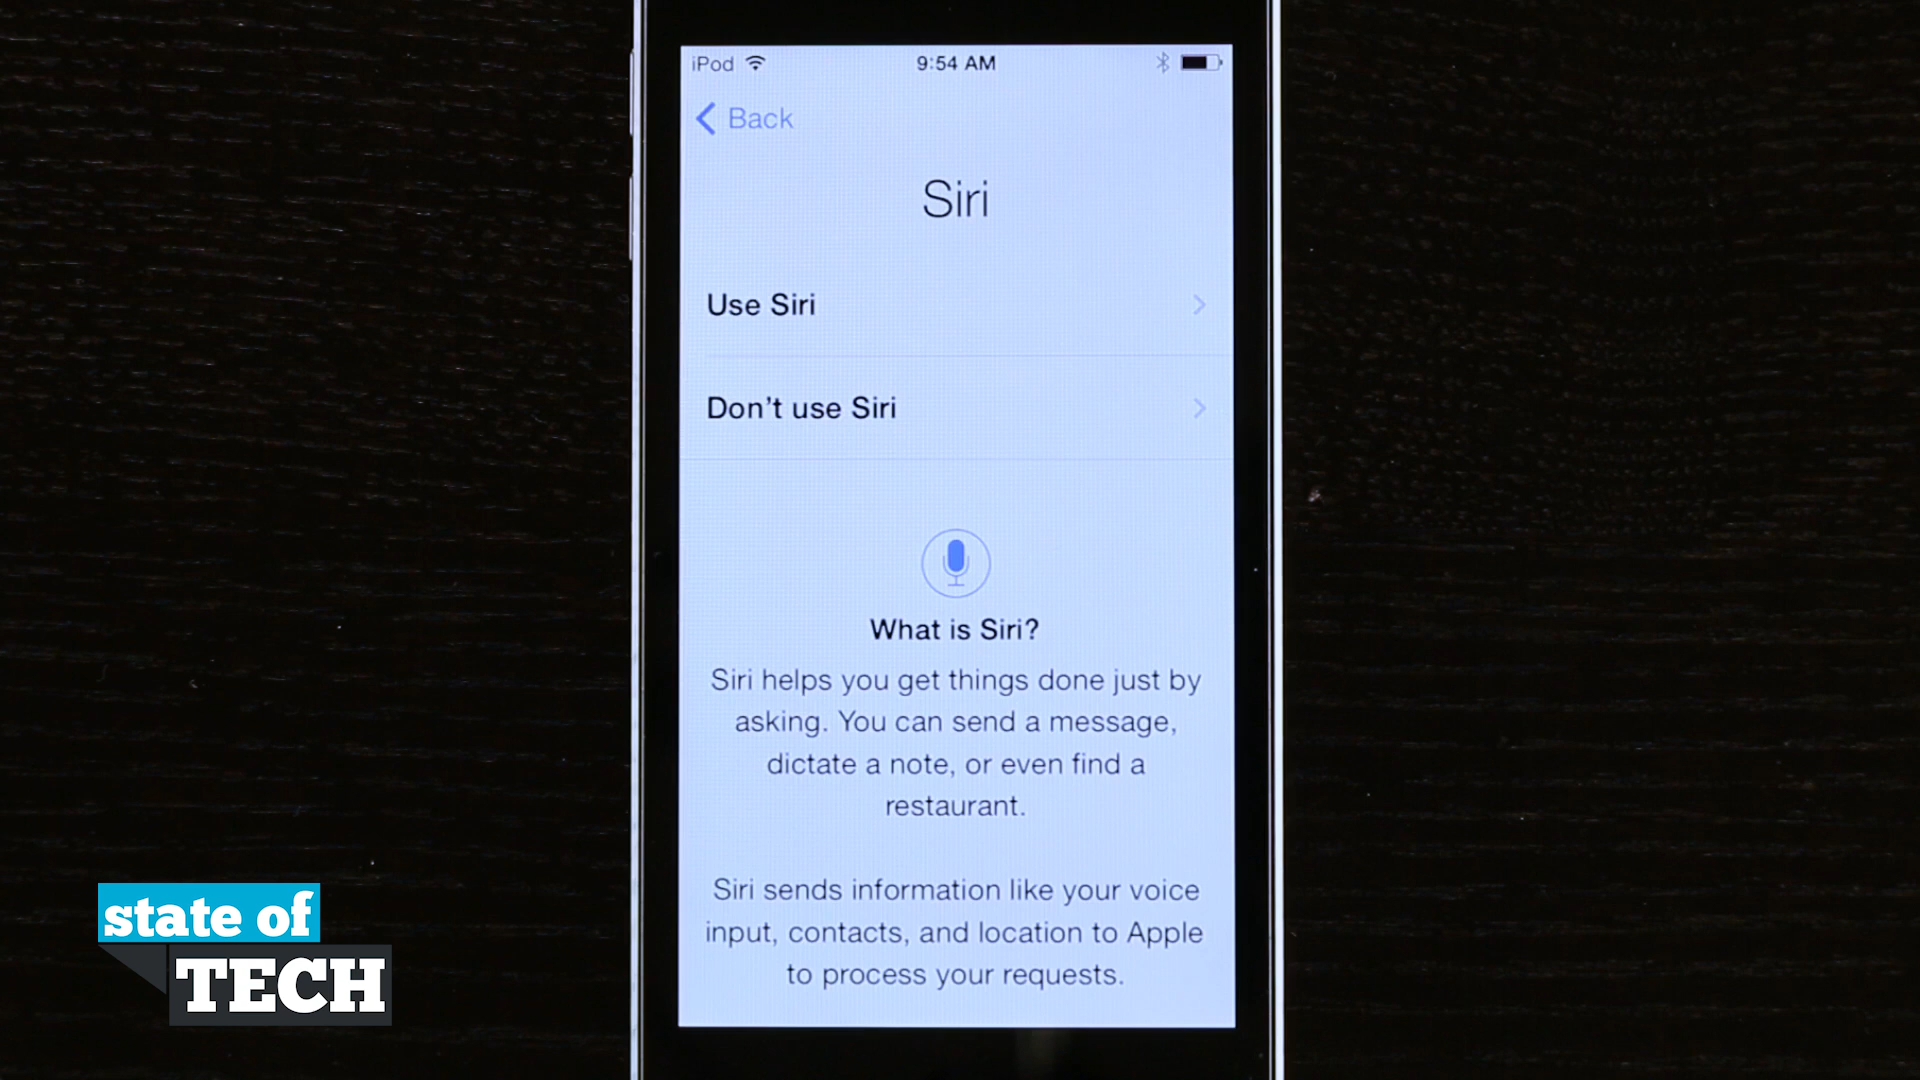 iPod 9:54 AM
Back
Siri
Use Siri
Don't use Siri
What is Siri?
Siri helps you get things done just by
asking. You can send a message,
dictate a note, or even find a
restaurant.
Siri sends information like your voice
input, contacts, and location to Apple
to process your requests.
state of
TECH